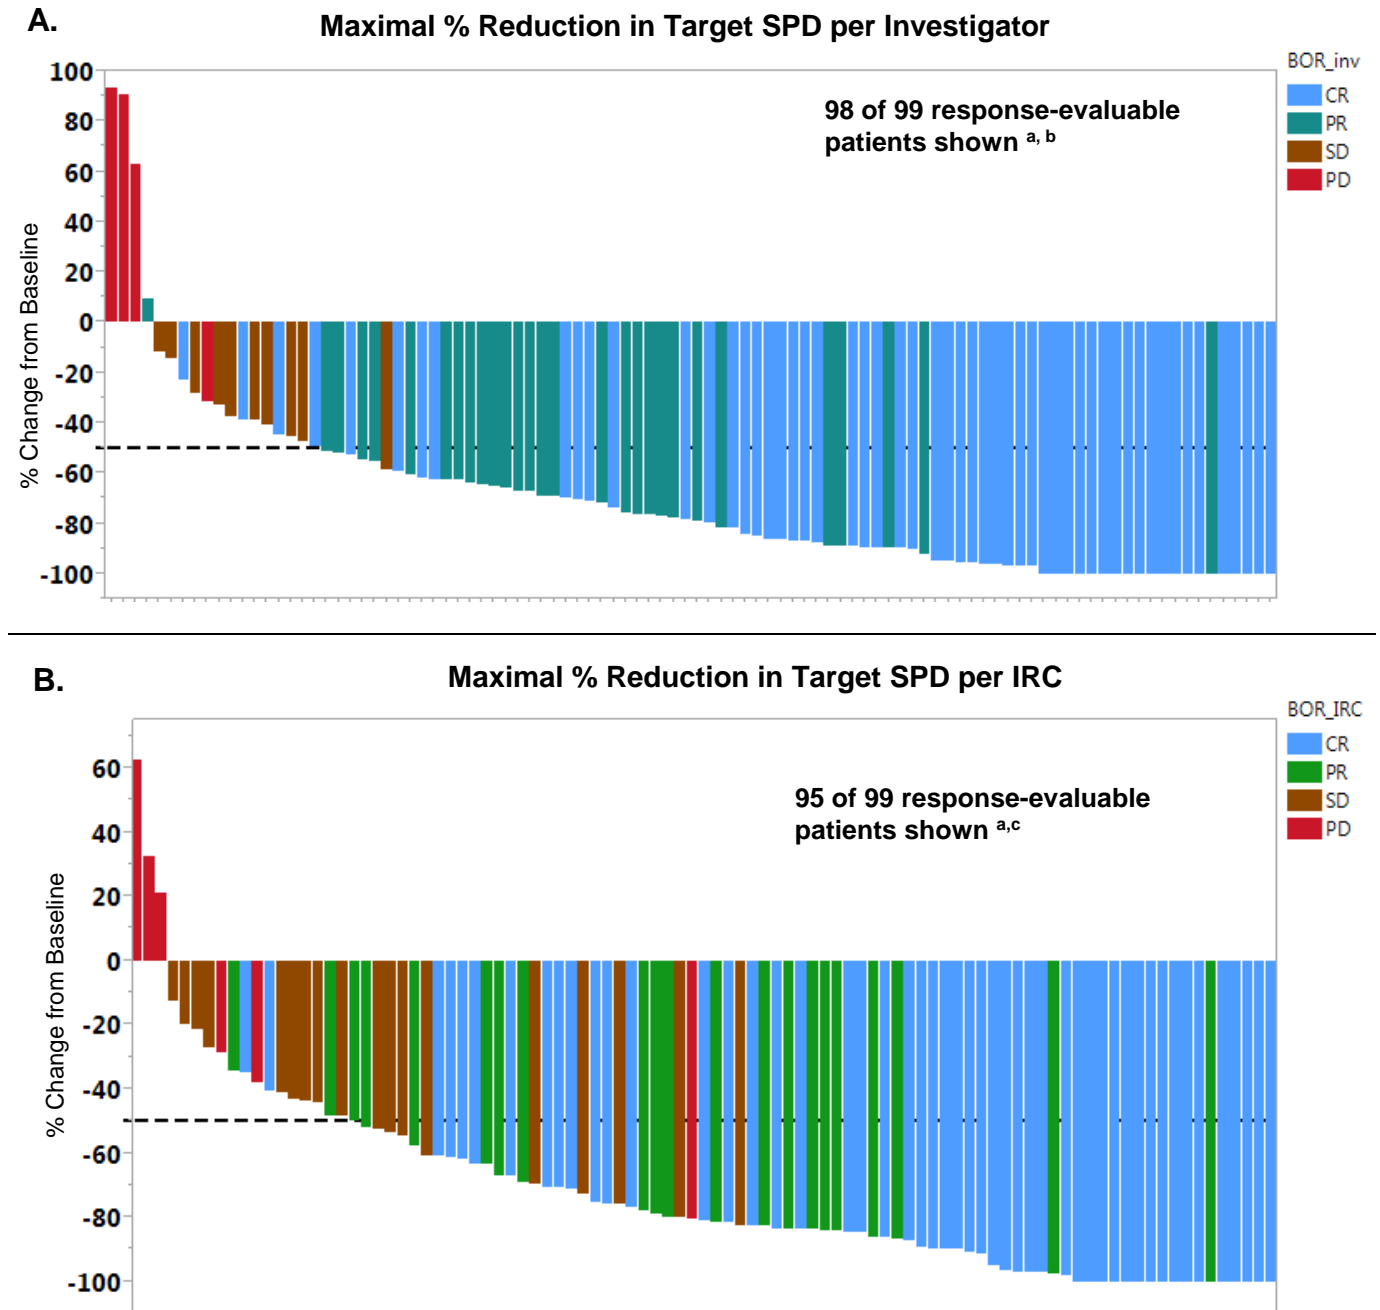 A.
Maximal % Reduction in Target SPD per Investigator
BOR_inv
CR
PR
SD
PD
98 of 99 response-evaluable
patients shown a, b
% Change from Baseline
100
80
60
40
20
0
-20
-40
-60
-80
-100
B.
Maximal % Reduction in Target SPD per IRC
BOR_IRC
CR
PR
SD
PD
95 of 99 response-evaluable
patients shown a,c
% Change from Baseline
60
40
20
0
-20
-40
-60
-80
-100